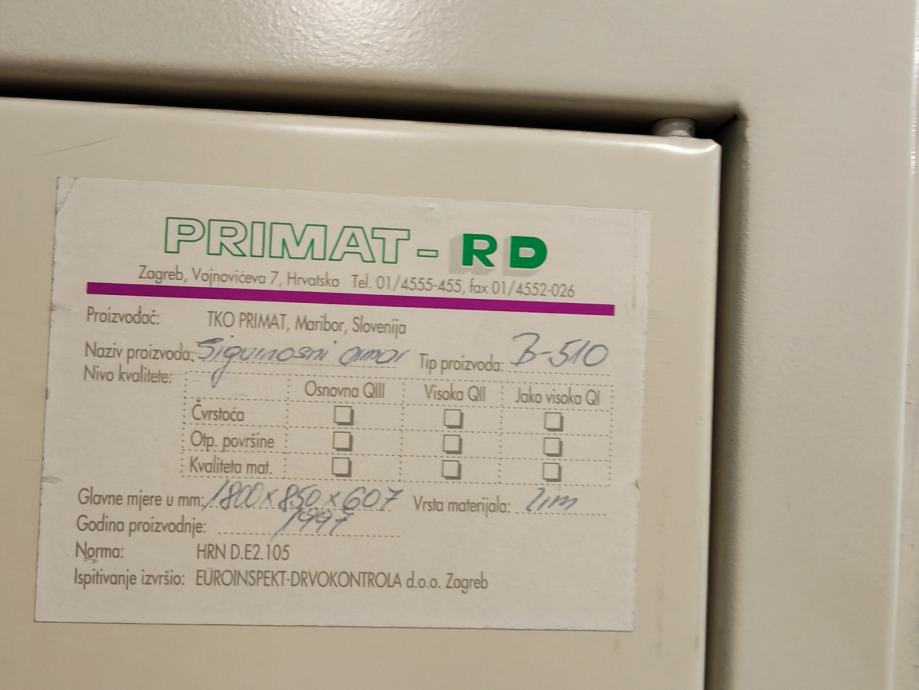 PRIMAT - RD
Zagreb, Vojnovićeva 7, Hrvatska Tel. 01/4555-455, fax 01/4552-026
Proizvođač: TKO PRIMAT, Maribor, Slovenija
Naziv proizvoda: Sigurnosni ormar Tip proizvoda: B-510
Nivo kvalitete:
Osnovna QIII Visoka QII Jako visoka QI
Čvrstoća
Otp. površine
Kvaliteta mat.
Glavne mjere u mm: 1800x850x607 Vrsta materijala: lim
Godina proizvodnje: 1997
Norma: HRN D.E2.105
Ispitivanje izvršio: EUROINSPEKT-DRVOKONTROLA d.o.o. Zagreb